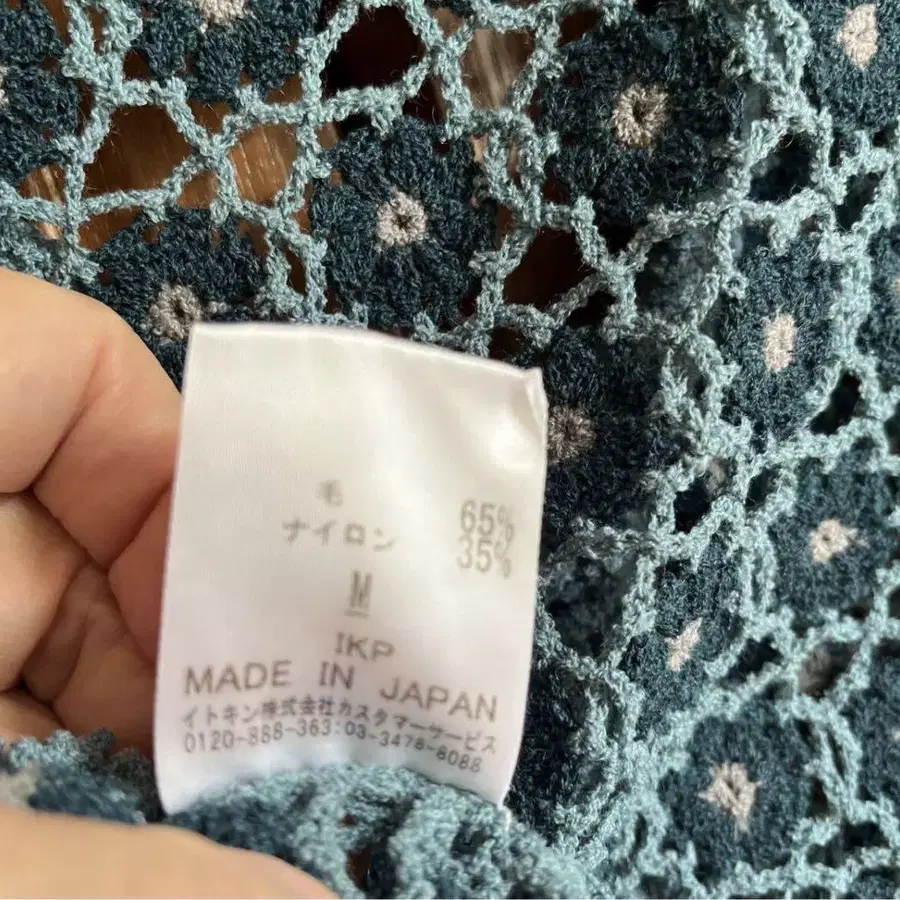 毛 65%
ナイロン 35%
M
IKP
MADE IN JAPAN
イトキン株式会社カスタマーサービス
0120-888-363:03-3478-8088